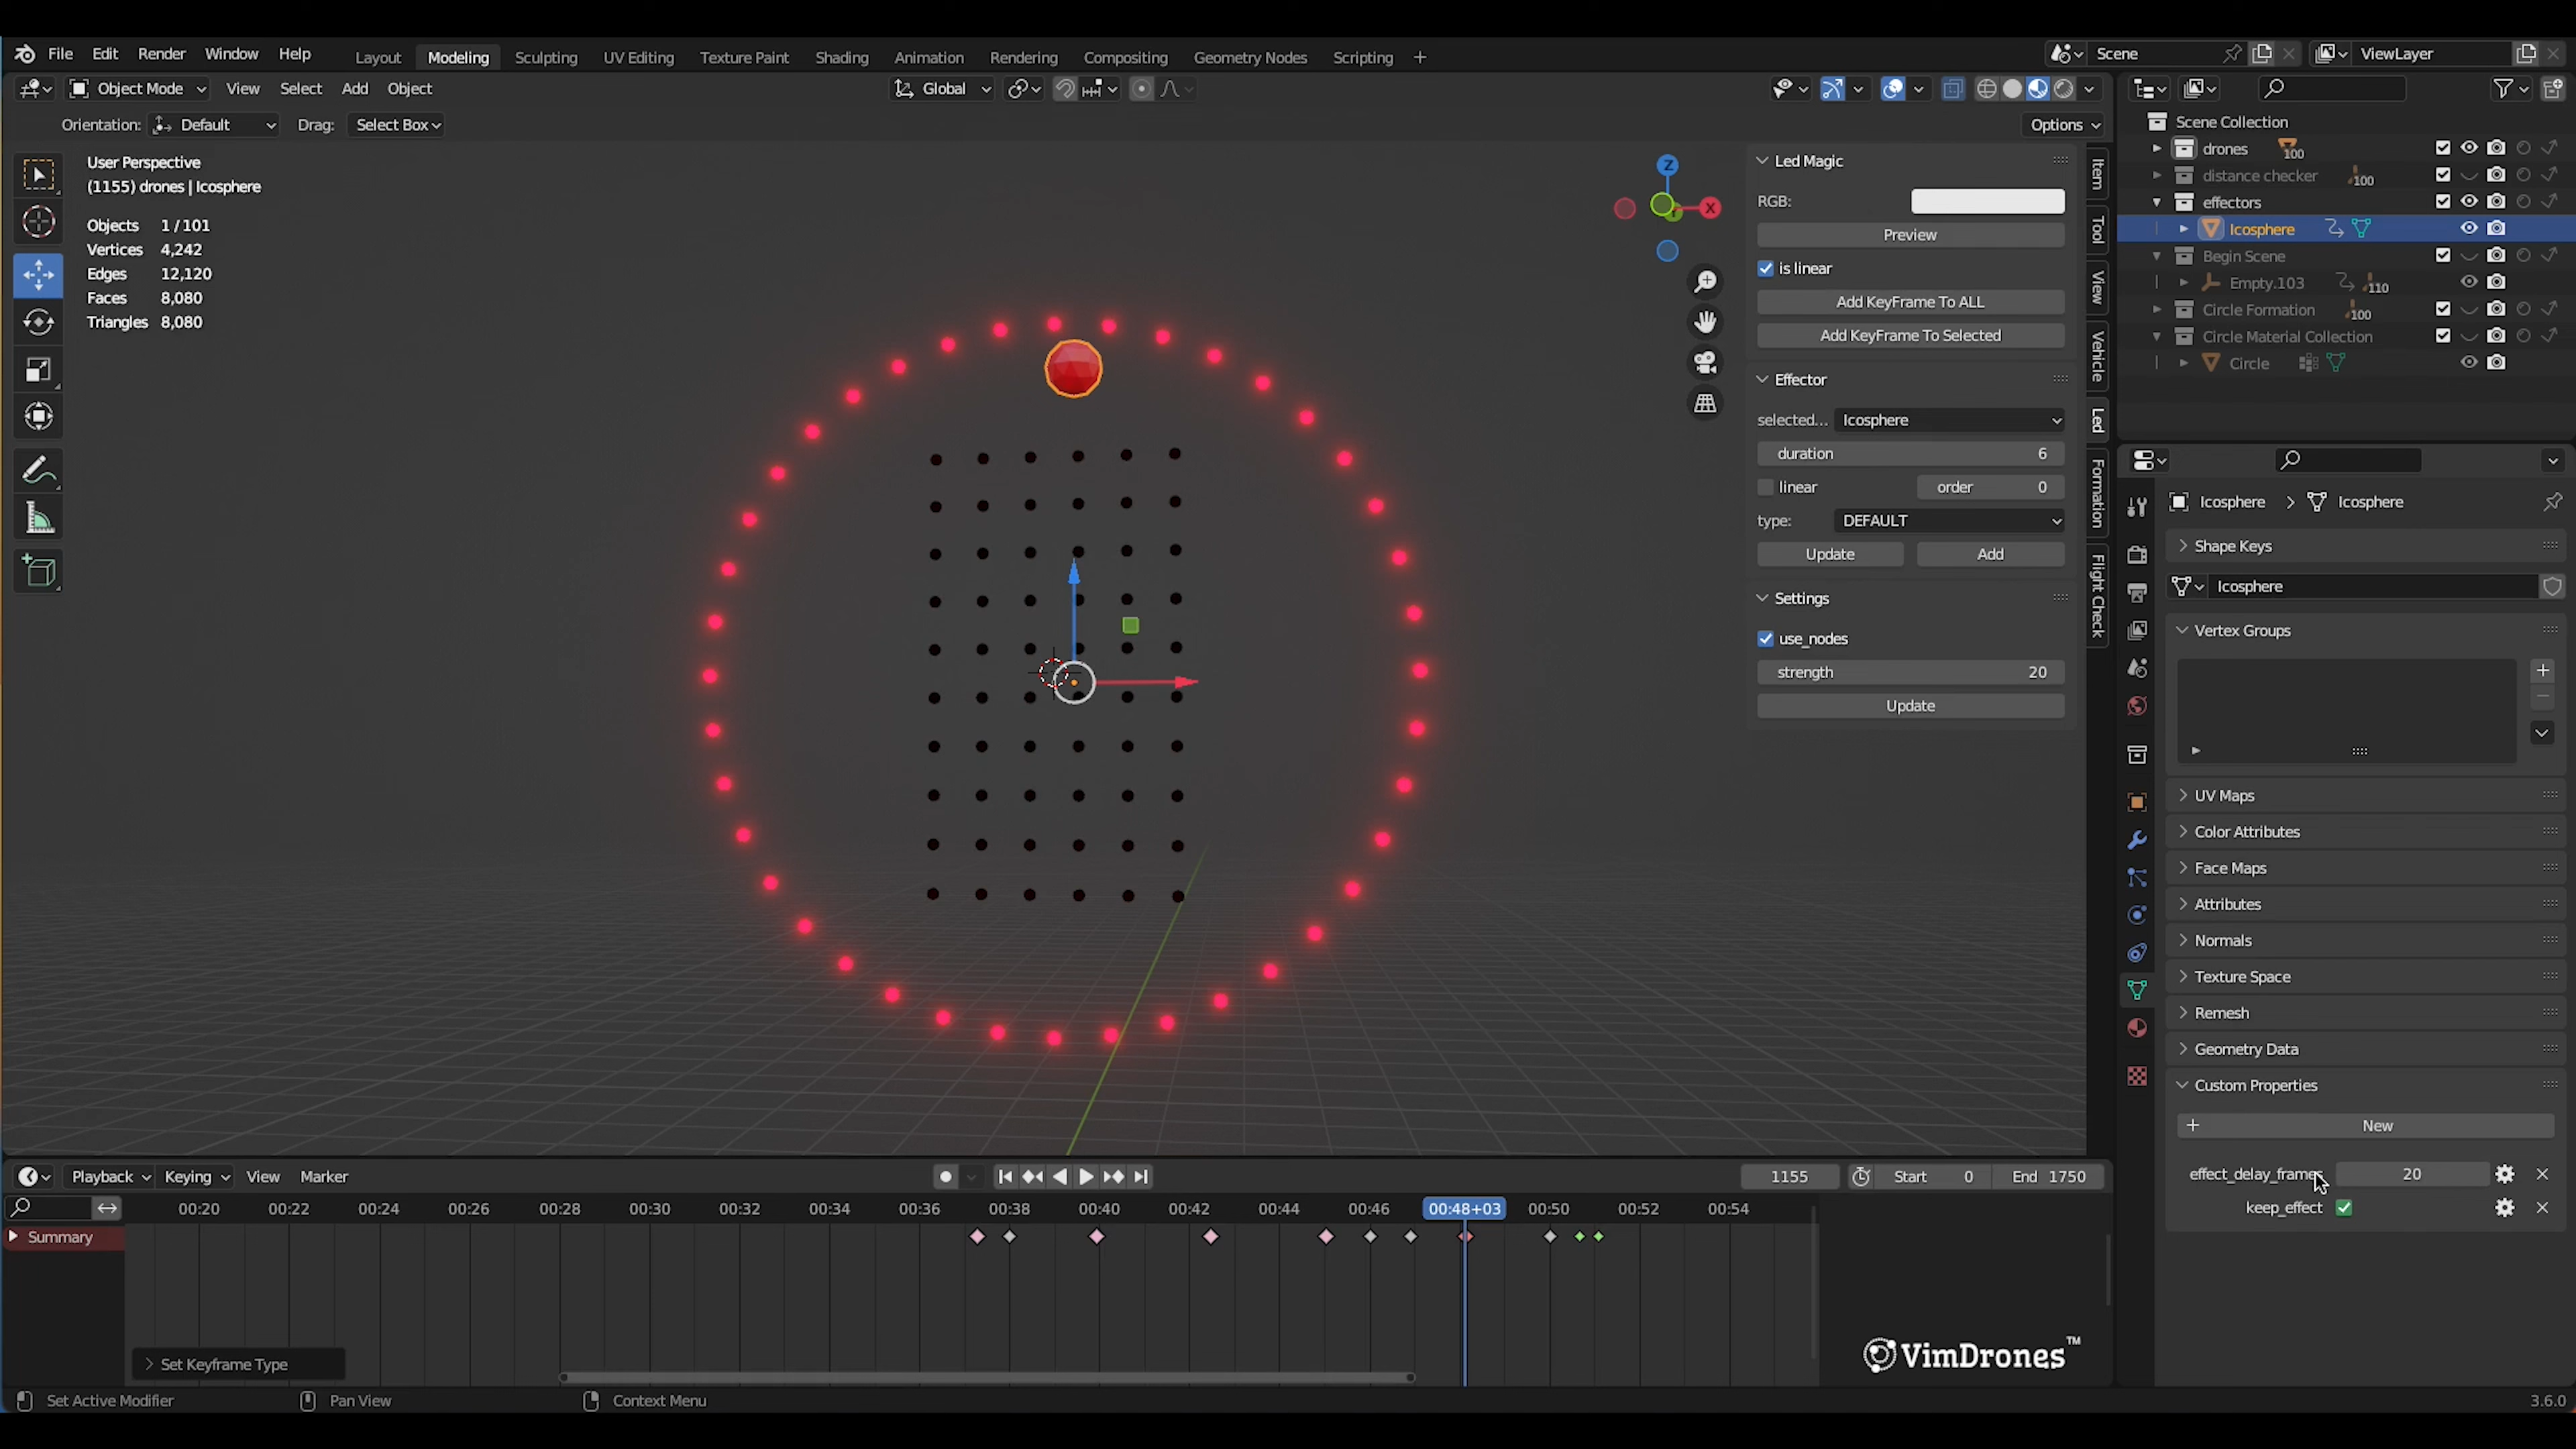 File Edit Render Window Help Layout Modeling Sculpting UV Editing Texture Paint Shading Animation Rendering Compositing Geometry Nodes Scripting + Scene ViewLayer
Object Mode View Select Add Object Global
Orientation: Default Drag: Select Box Options
User Perspective
(1155) drones | Icosphere
Objects 1 / 101
Vertices 4,242
Edges 12,120
Faces 8,080
Triangles 8,080
Z
X
Led Magic
RGB:
Preview
is linear
Add KeyFrame To ALL
Add KeyFrame To Selected
Effector
selected... Icosphere
duration 6
linear order 0
type: DEFAULT
Update Add
Settings
use_nodes
strength 20
Update
Item
Tool
View
Vehicle
Led
Formation
Flight Check
Scene Collection
drones 100
distance checker 100
effectors
Icosphere
Begin Scene
Empty.103 110
Circle Formation 100
Circle Material Collection
Circle
Icosphere > Icosphere
Shape Keys
Icosphere
Vertex Groups
UV Maps
Color Attributes
Face Maps
Attributes
Normals
Texture Space
Remesh
Geometry Data
Custom Properties
+ New
effect_delay_frames 20
keep_effect
Playback Keying View Marker 1155 Start 0 End 1750
00:20 00:22 00:24 00:26 00:28 00:30 00:32 00:34 00:36 00:38 00:40 00:42 00:44 00:46 00:48+03 00:50 00:52 00:54
Summary
Set Keyframe Type
VimDrones™
Set Active Modifier Pan View Context Menu 3.6.0